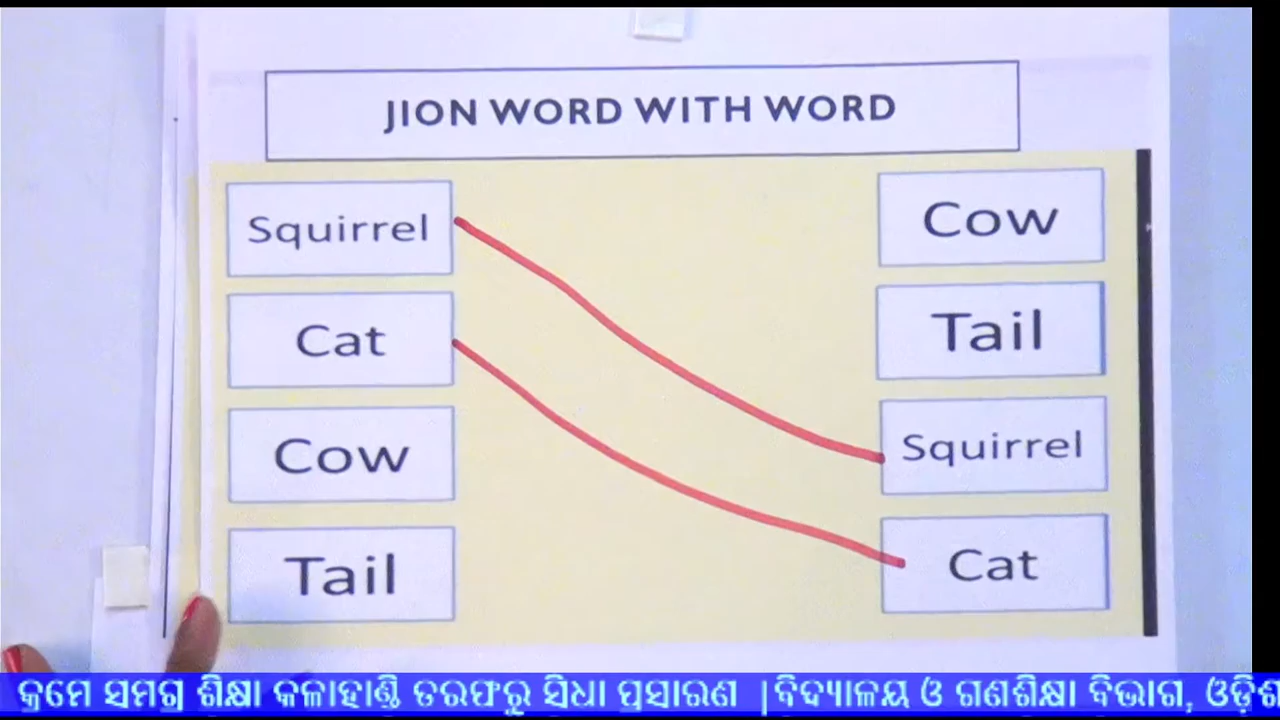 JION WORD WITH WORD
Squirrel
Cow
Cat
Tail
Cow
Squirrel
Tail
Cat
କ୍ରମେ ସମଗ୍ର ଶିକ୍ଷା କଳାହାଣ୍ଡି ତରଫରୁ ସିଧା ପ୍ରସାରଣ |ବିଦ୍ୟାଳୟ ଓ ଗଣଶିକ୍ଷା ବିଭାଗ,